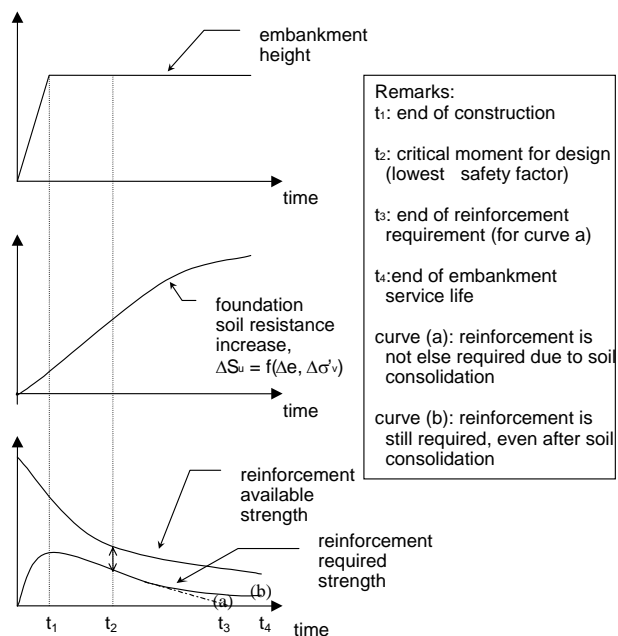 embankment
height
time
foundation
soil resistance
increase,
ΔSu = f(Δe, Δσ'v)
time
reinforcement
available
strength
reinforcement
required
strength
(a)
(b)
t1
t2
t3
t4
time
Remarks:
t1: end of construction
t2: critical moment for design
(lowest safety factor)
t3: end of reinforcement
requirement (for curve a)
t4:end of embankment
service life
curve (a): reinforcement is
not else required due to soil
consolidation
curve (b): reinforcement is
still required, even after soil
consolidation